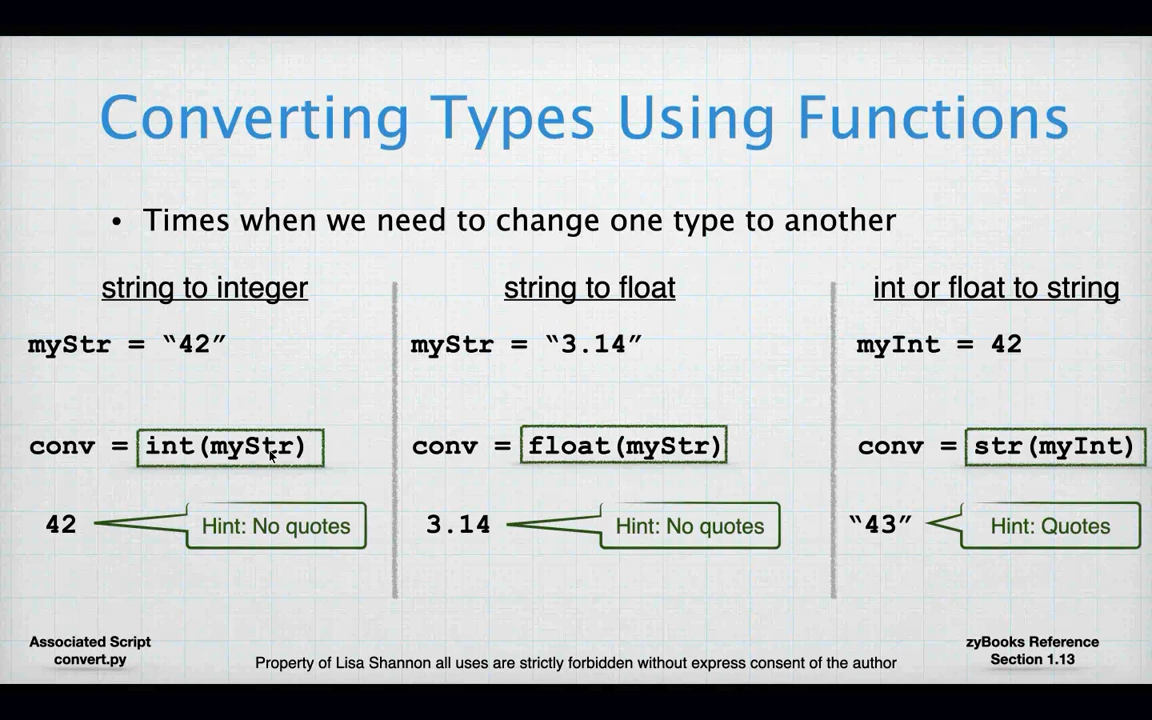 Converting Types Using Functions
• Times when we need to change one type to another
string to integer
myStr = “42”
conv = int(myStr)
42
Hint: No quotes
string to float
myStr = “3.14”
conv = float(myStr)
3.14
Hint: No quotes
int or float to string
myInt = 42
conv = str(myInt)
“43”
Hint: Quotes
Associated Script
convert.py
Property of Lisa Shannon all uses are strictly forbidden without express consent of the author
zyBooks Reference
Section 1.13